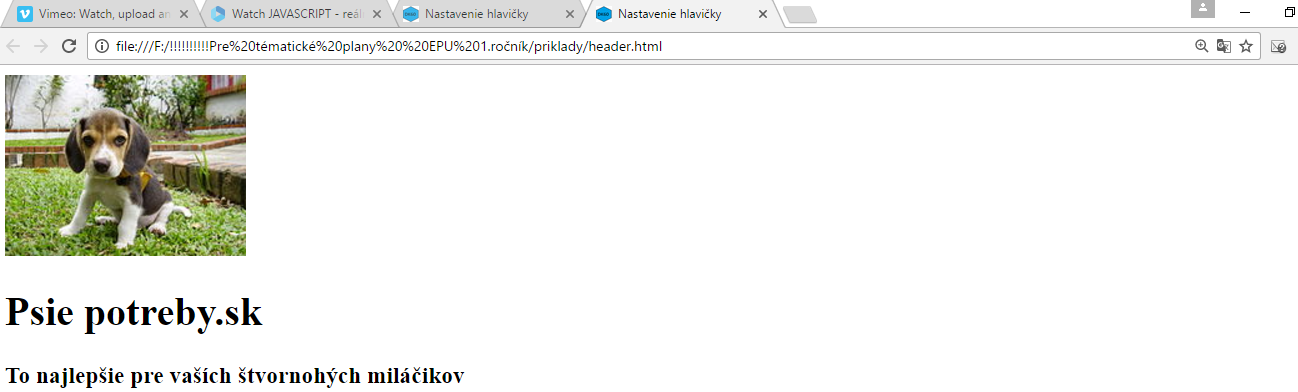 Vimeo: Watch, upload an
Watch JAVASCRIPT - reál
Nastavenie hlavičky
Nastavenie hlavičky
file:///F:/!!!!!!!!!!Pre%20tématické%20plany%20%20EPU%201.ročník/priklady/header.html
Psie potreby.sk
To najlepšie pre vaších štvornohých miláčikov